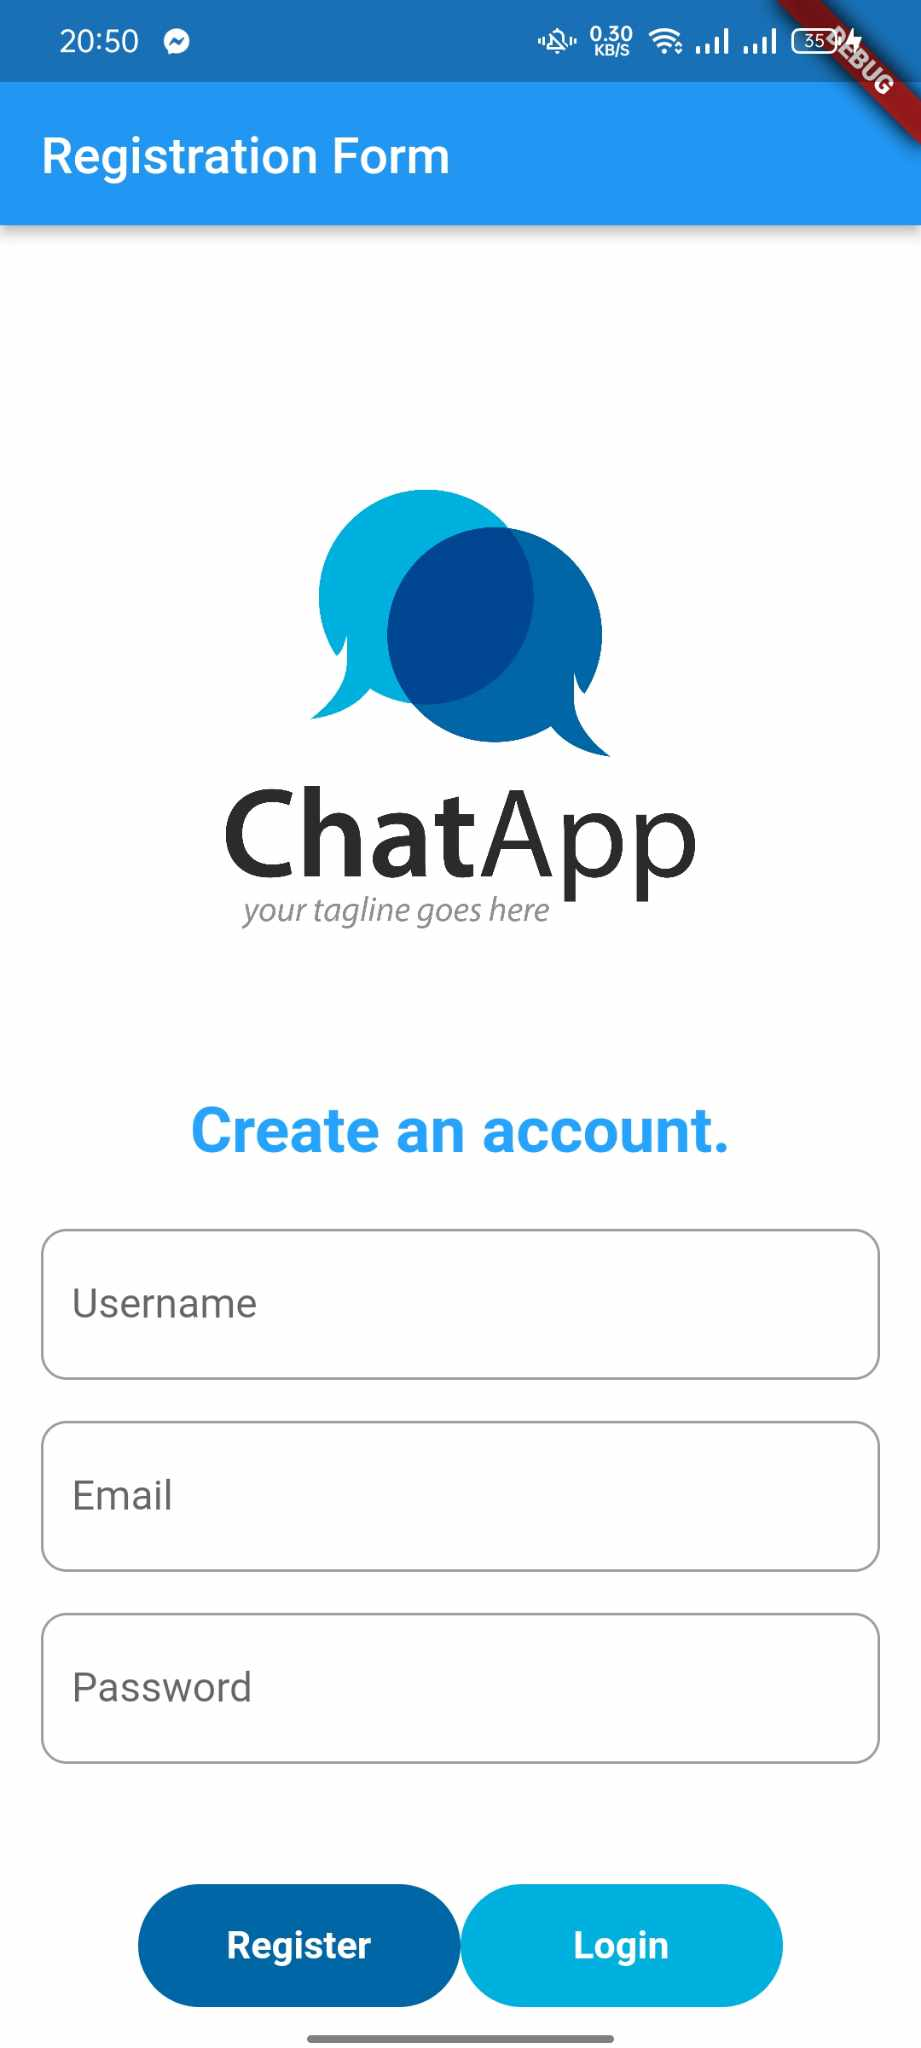 20:50 0.30 KB/S 35
DEBUG
Registration Form
ChatApp
your tagline goes here
Create an account.
Username
Email
Password
Register Login